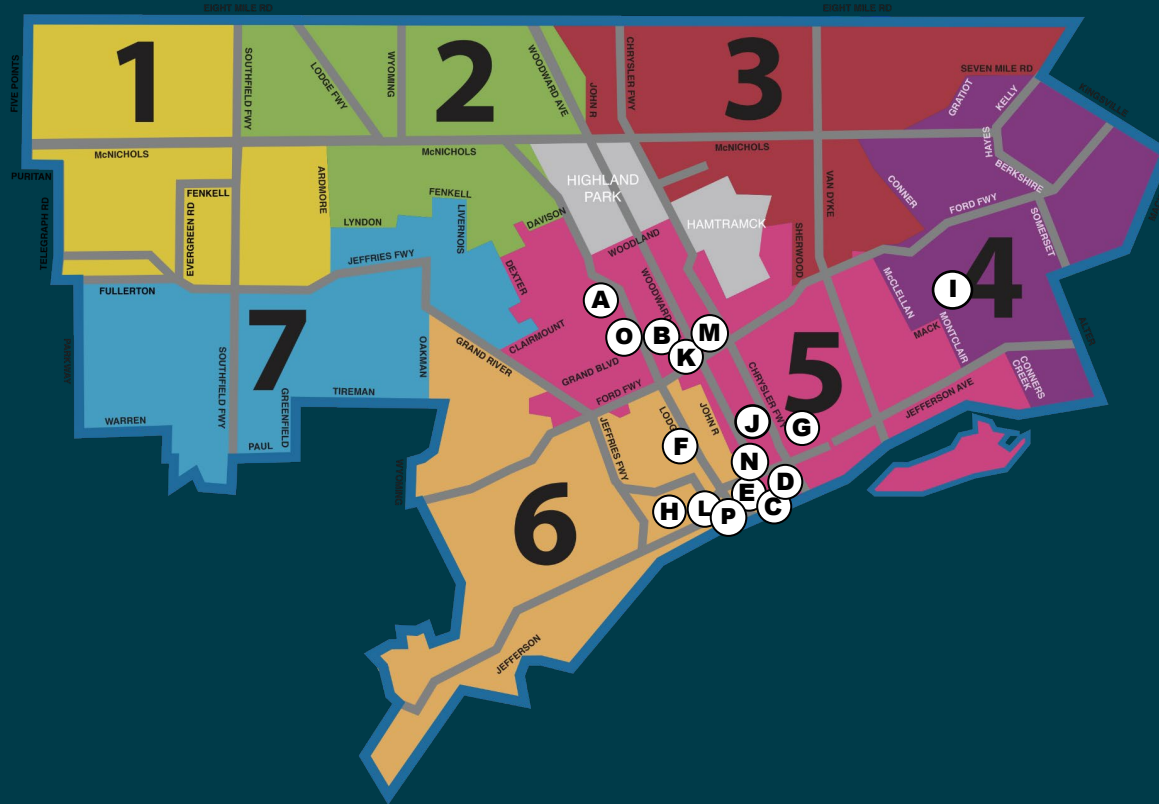 EIGHT MILE RD
EIGHT MILE RD
FIVE POINTS
1
SOUTHFIELD FWY
LODGE FWY
WYOMING
2
WOODWARD AVE
JOHN R
CHRYSLER FWY
3
SEVEN MILE RD
GRATIOT
KELLY
KINGSVILLE
HAYES
McNICHOLS
McNICHOLS
McNICHOLS
BERKSHIRE
PURITAN
HIGHLAND
PARK
VAN DYKE
CONNER
FENKELL
FENKELL
ARDMORE
EVERGREEN RD
TELEGRAPH RD
LYNDON
LIVERNOIS
DAVISON
HAMTRAMCK
FORD FWY
SOMERSET
WOODLAND
SHERWOOD
JEFFRIES FWY
DEXTER
WOODWARD
McCLELLAN
4
I
FULLERTON
A
7
O
B
M
K
MACK
MONTCLAIR
ALTER
CLAIRMOUNT
GRAND RIVER
OAKMAN
SOUTHFIELD FWY
GRAND BLVD
5
FORD FWY
CHRYSLER FWY
CONNERS
CREEK
JEFFERSON AVE
TIREMAN
GREENFIELD
WARREN
PAUL
JOHN R
JEFFRIES FWY
J
G
F
N
WYOMING
6
D
E
C
H
L
P
JEFFERSON